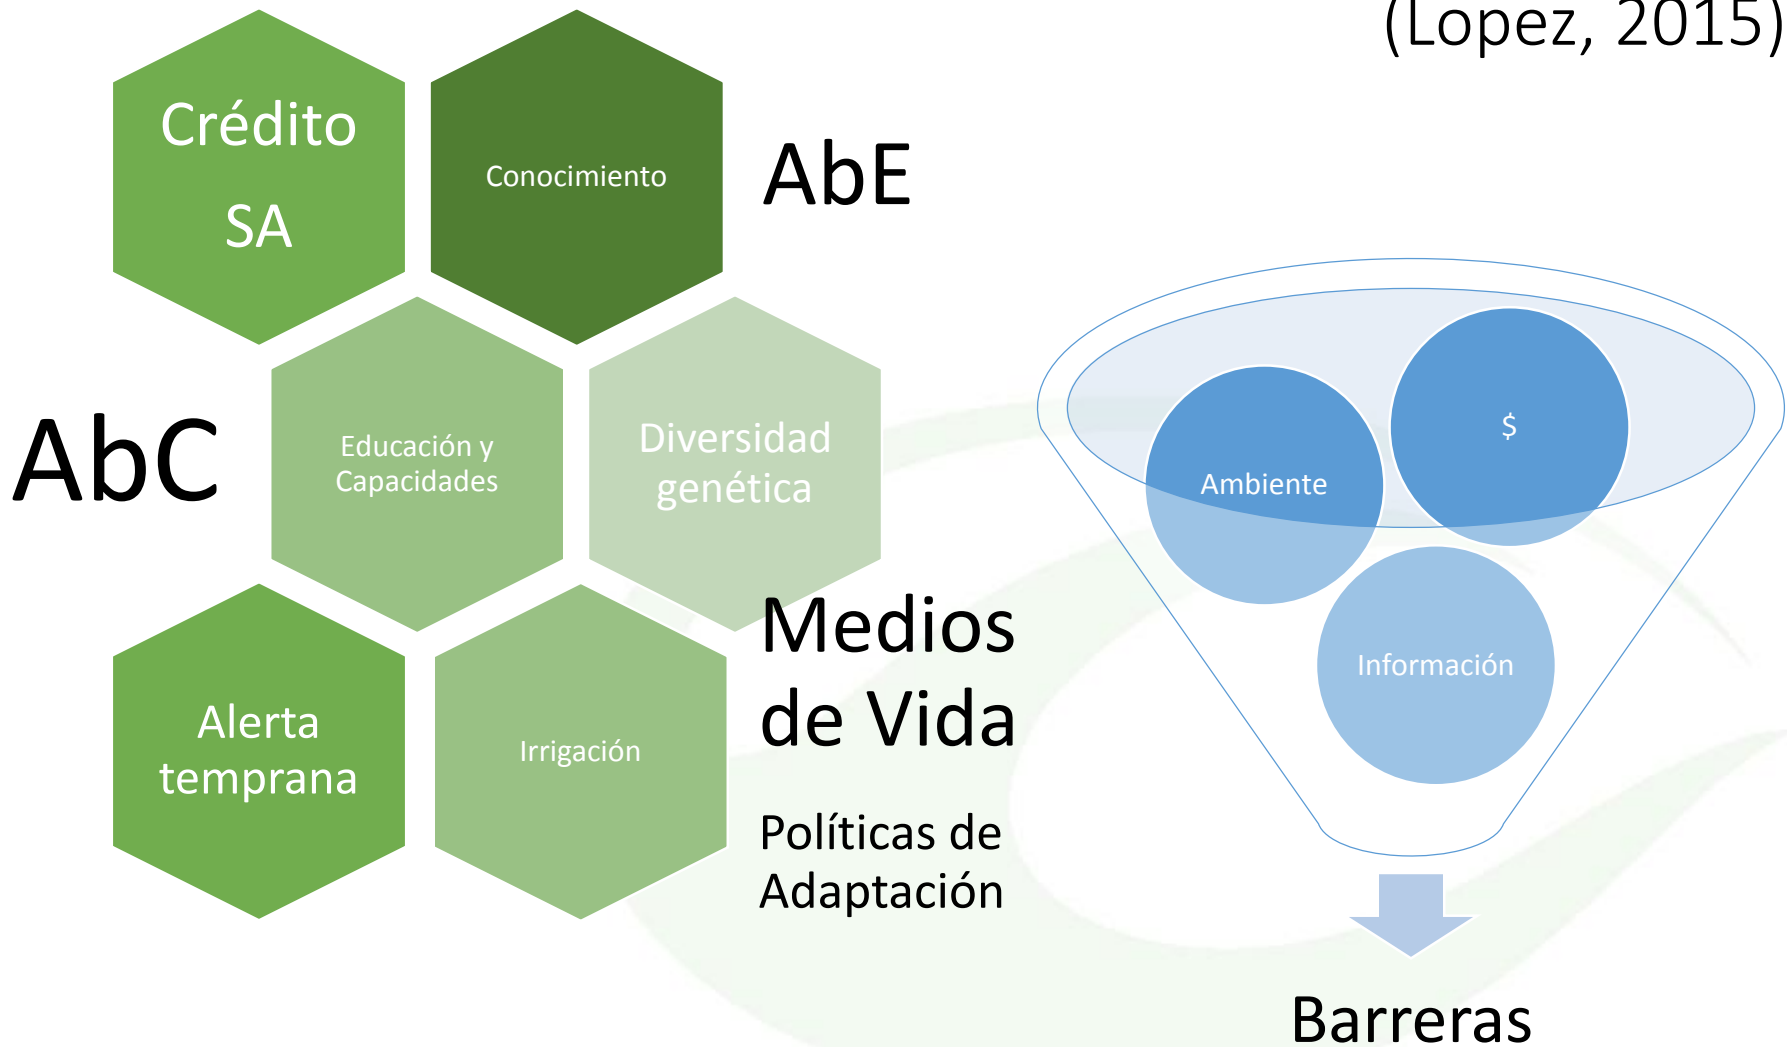 (Lopez, 2015)
Crédito
SA
Conocimiento
AbE
AbC
Educación y
Capacidades
Diversidad
genética
Medios
de Vida
Alerta
temprana
Irrigación
Políticas de
Adaptación
$
Ambiente
Información
Barreras